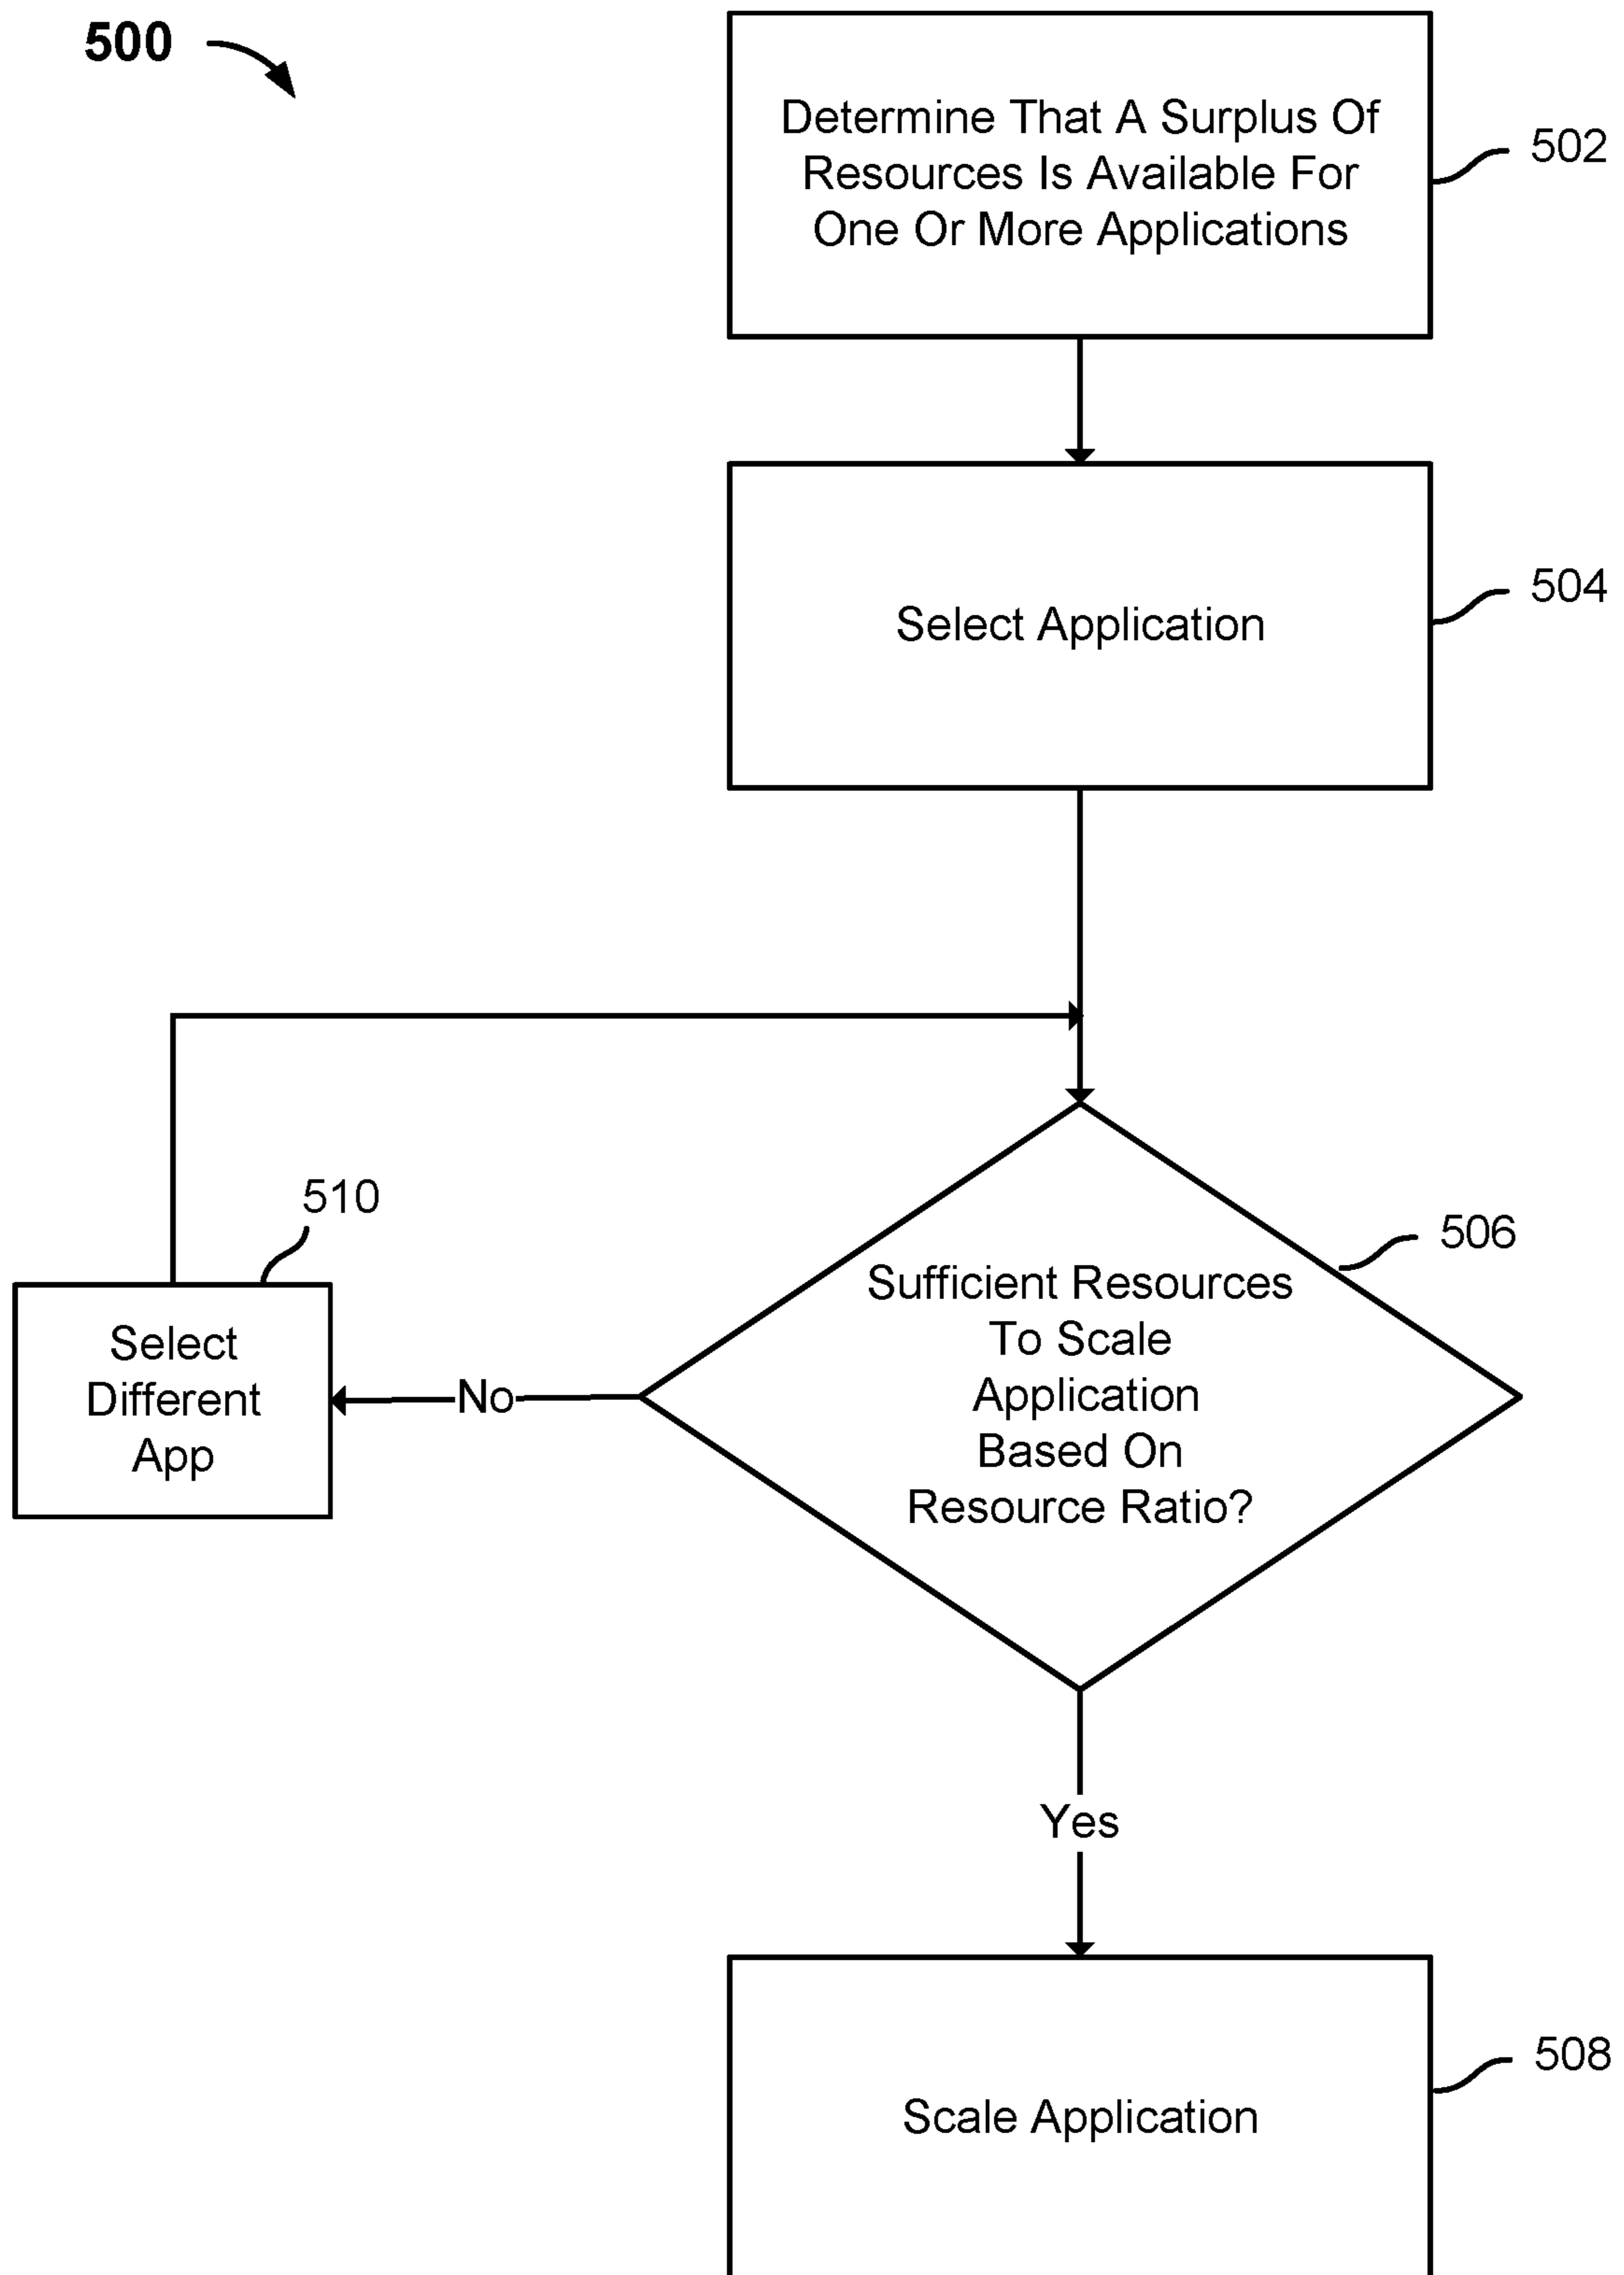 500
Determine That A Surplus Of
Resources Is Available For
One Or More Applications
502
Select Application
504
510
Select
Different
App
No
506
Sufficient Resources
To Scale
Application
Based On
Resource Ratio?
Yes
508
Scale Application